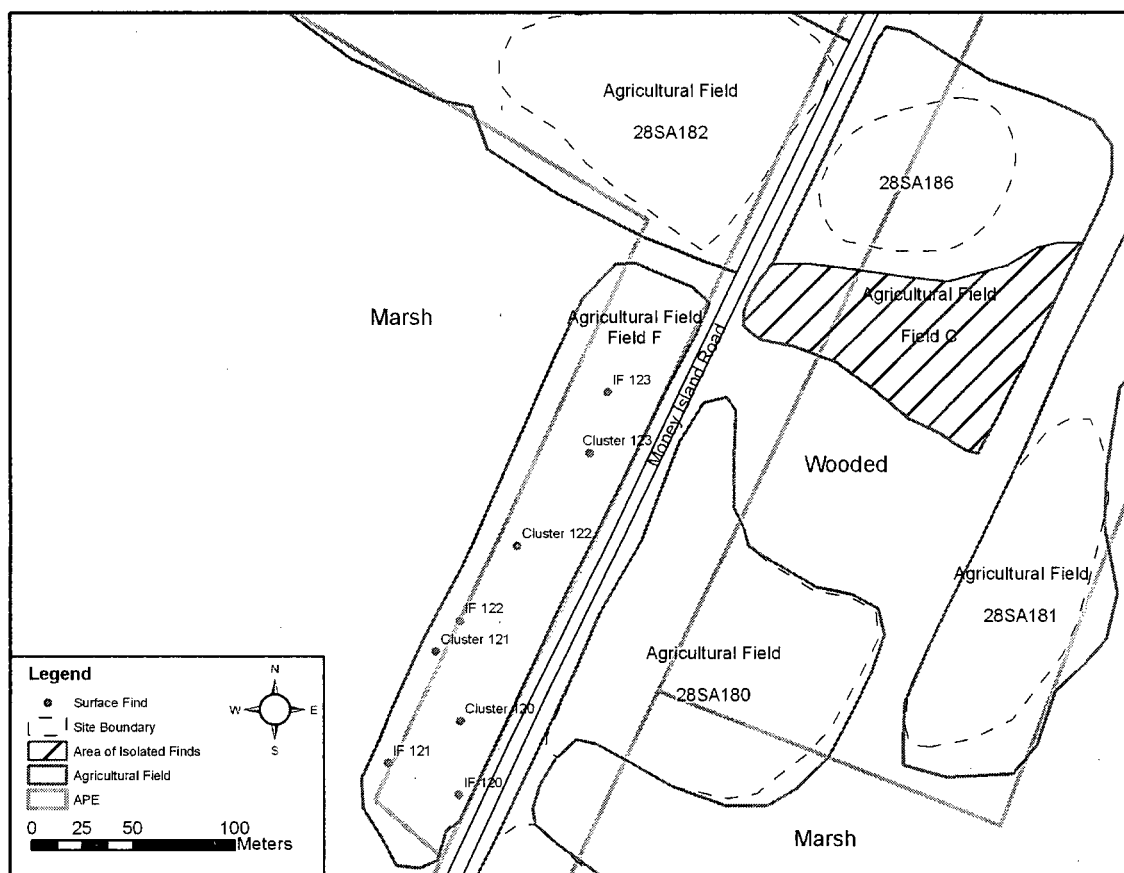 Agricultural Field
28SA182
28SA186
Agricultural Field
Field G
Marsh
Agricultural Field
Field F
Money Island Road
IF 123
Cluster 123
Wooded
Cluster 122
Agricultural Field
28SA181
IF 122
Cluster 121
Agricultural Field
28SA180
Cluster 120
IF 121
IF 120
Marsh
Legend
Surface Find
Site Boundary
Area of Isolated Finds
Agricultural Field
APE
N
W E
S
0 25 50 100
Meters